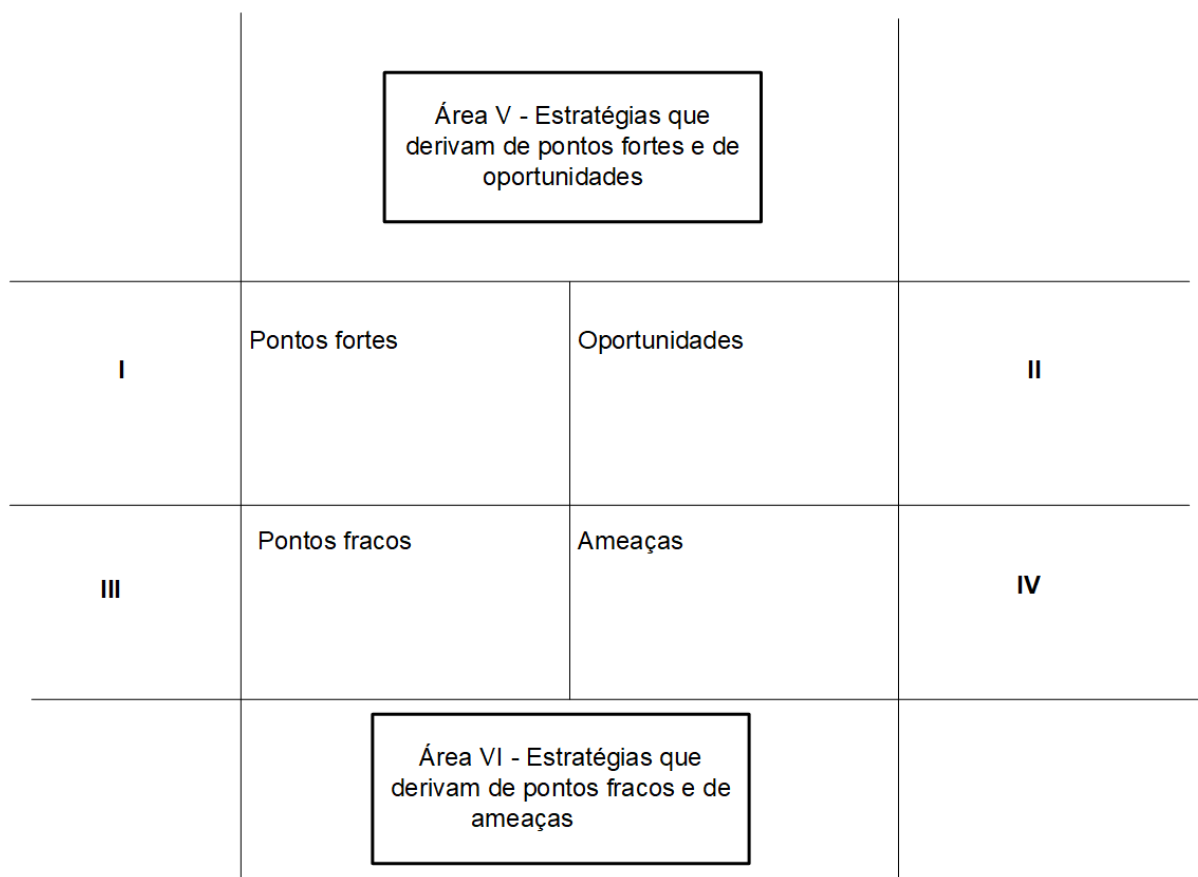 Área V - Estratégias que
derivam de pontos fortes e de
oportunidades
Pontos fortes
Oportunidades
I
II
Pontos fracos
Ameaças
III
IV
Área VI - Estratégias que
derivam de pontos fracos e de
ameaças